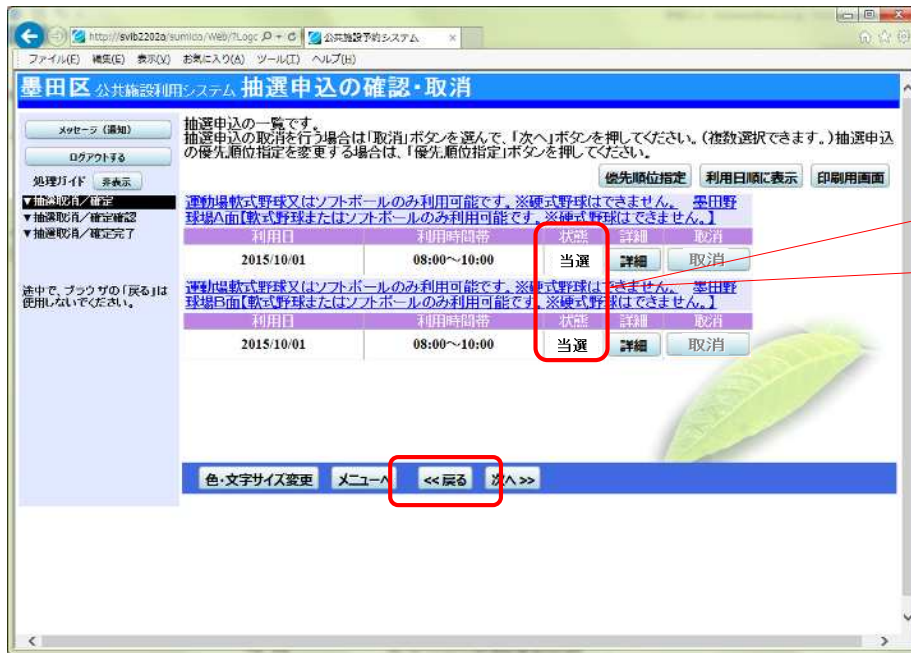 http://svib2202a/sumida/Web/?Logc
公共施設予約システム ×
ファイル(F) 編集(E) 表示(V) お気に入り(A) ツール(T) ヘルプ(H)
墨田区 公共施設利用システム 抽選申込の確認・取消
メッセージ（通知）
ログアウトする
処理ガイド 非表示
▼抽選取消／確定
▼抽選取消／確定確認
▼抽選取消／確定完了
途中で、ブラウザの「戻る」は
使用しないでください。
抽選申込の一覧です。
抽選申込の取消を行う場合は「取消」ボタンを選んで、「次へ」ボタンを押してください。(複数選択できます。)抽選申込
の優先順位指定を変更する場合は、「優先順位指定」ボタンを押してください。
優先順位指定 利用日順に表示 印刷用画面
運動場軟式野球又はソフトボールのみ利用可能です。※硬式野球はできません。 墨田野
球場A面【軟式野球またはソフトボールのみ利用可能です。※硬式野球はできません。】
利用日 利用時間帯 状態 詳細 取消
2015/10/01 08:00～10:00 当選 詳細 取消
運動場軟式野球又はソフトボールのみ利用可能です。※硬式野球はできません。 墨田野
球場B面【軟式野球またはソフトボールのみ利用可能です。※硬式野球はできません。】
利用日 利用時間帯 状態 詳細 取消
2015/10/01 08:00～10:00 当選 詳細 取消
色・文字サイズ変更 メニューへ <<戻る 次へ>>